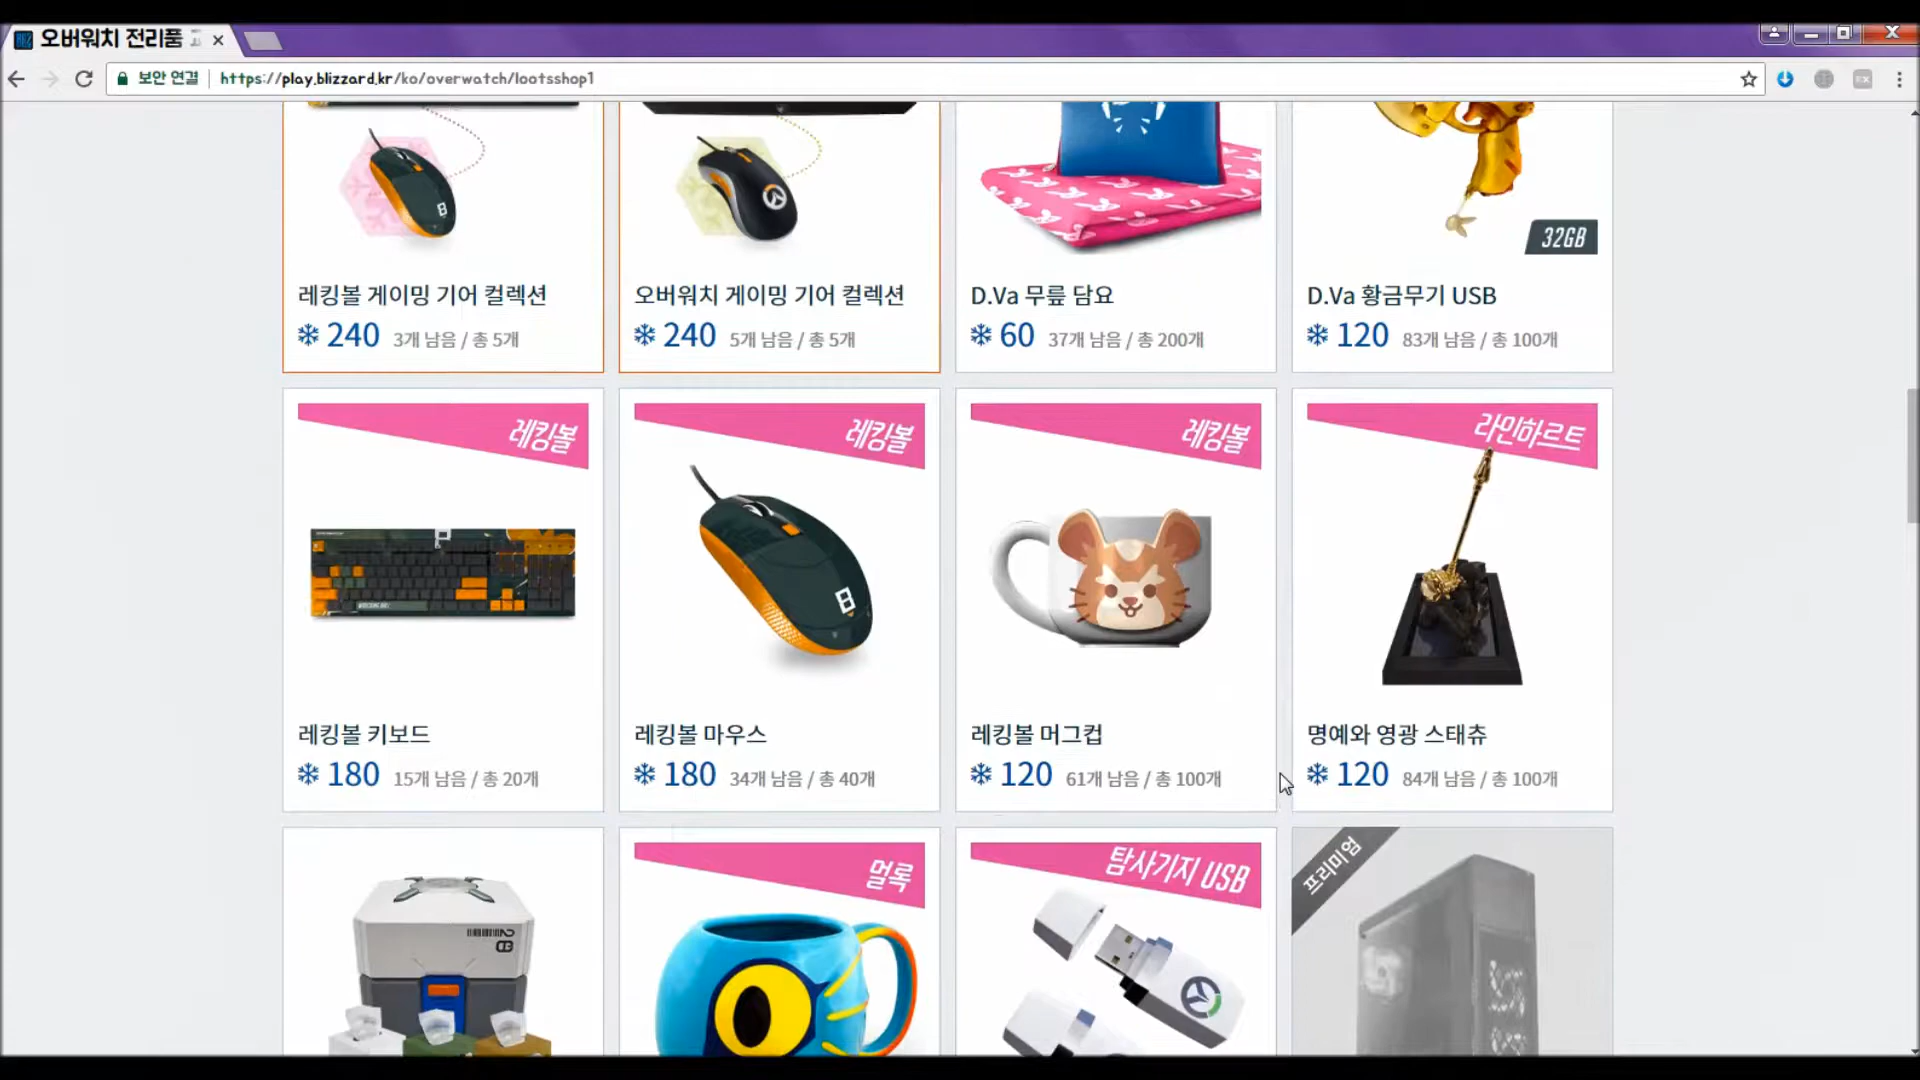 오버워치 전리품
보안 연결 https://play.blizzard.kr/ko/overwatch/lootsshop1
8
32GB
레킹볼 게이밍 기어 컬렉션
240 3개 남음 / 총 5개
오버워치 게이밍 기어 컬렉션
240 5개 남음 / 총 5개
D.Va 무릎 담요
60 37개 남음 / 총 200개
D.Va 황금무기 USB
120 83개 남음 / 총 100개
레킹볼
레킹볼
레킹볼
라인하르트
8
레킹볼 키보드
180 15개 남음 / 총 20개
레킹볼 마우스
180 34개 남음 / 총 40개
레킹볼 머그컵
120 61개 남음 / 총 100개
명예와 영광 스태츄
120 84개 남음 / 총 100개
멀록
탐사기지 USB
프리미엄